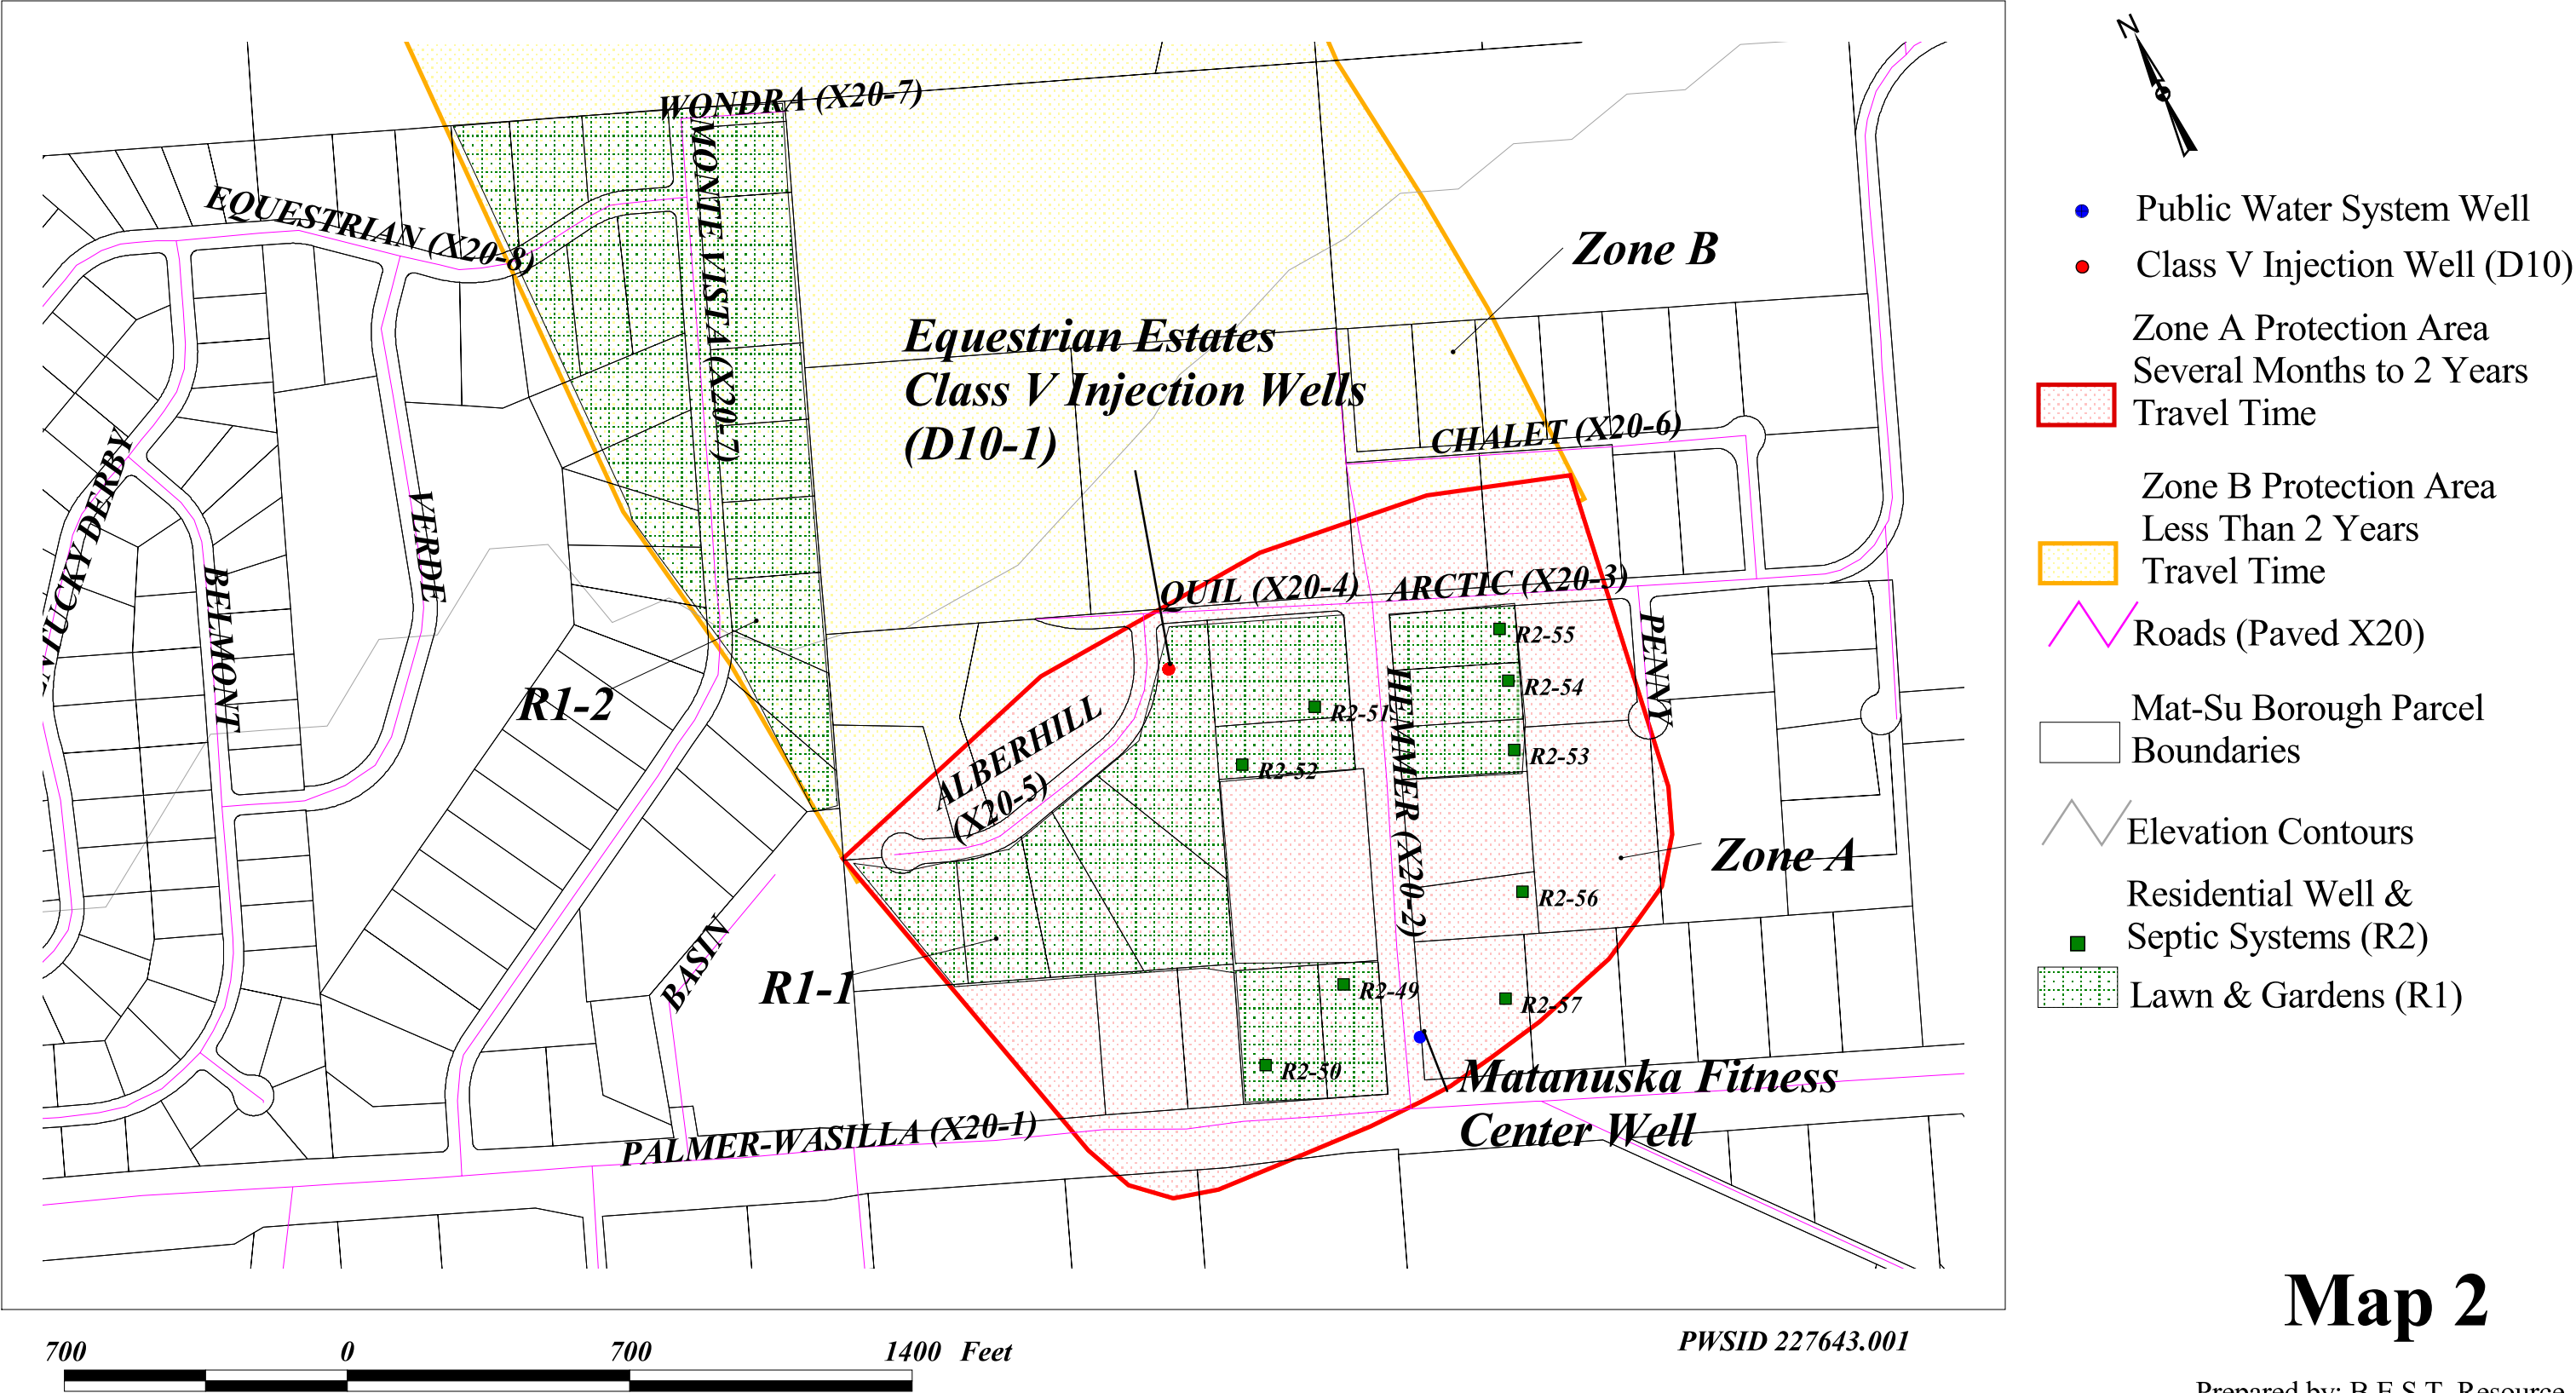 WONDRA (X20-7)
EQUESTRIAN (X20-8)
MONTE VISTA (X20-7)
Zone B
Equestrian Estates
Class V Injection Wells
(D10-1)
CHALET (X20-6)
VERDE
BELMONT
QUIL (X20-4)
ARCTIC (X20-3)
PENNY
R1-2
ALBERHILL
(X20-5)
HEMMER (X20-2)
R2-55
R2-54
R2-51
R2-53
R2-52
Zone A
R2-56
BASIN
R1-1
R2-49
R2-57
R2-50
Matanuska Fitness
Center Well
PALMER-WASILLA (X20-1)
KENTUCKY DERBY
700 0 700 1400 Feet
PWSID 227643.001
N
Public Water System Well
Class V Injection Well (D10)
Zone A Protection Area
Several Months to 2 Years
Travel Time
Zone B Protection Area
Less Than 2 Years
Travel Time
Roads (Paved X20)
Mat-Su Borough Parcel
Boundaries
Elevation Contours
Residential Well &
Septic Systems (R2)
Lawn & Gardens (R1)
Map 2
Prepared by: B.E.S.T. Resource